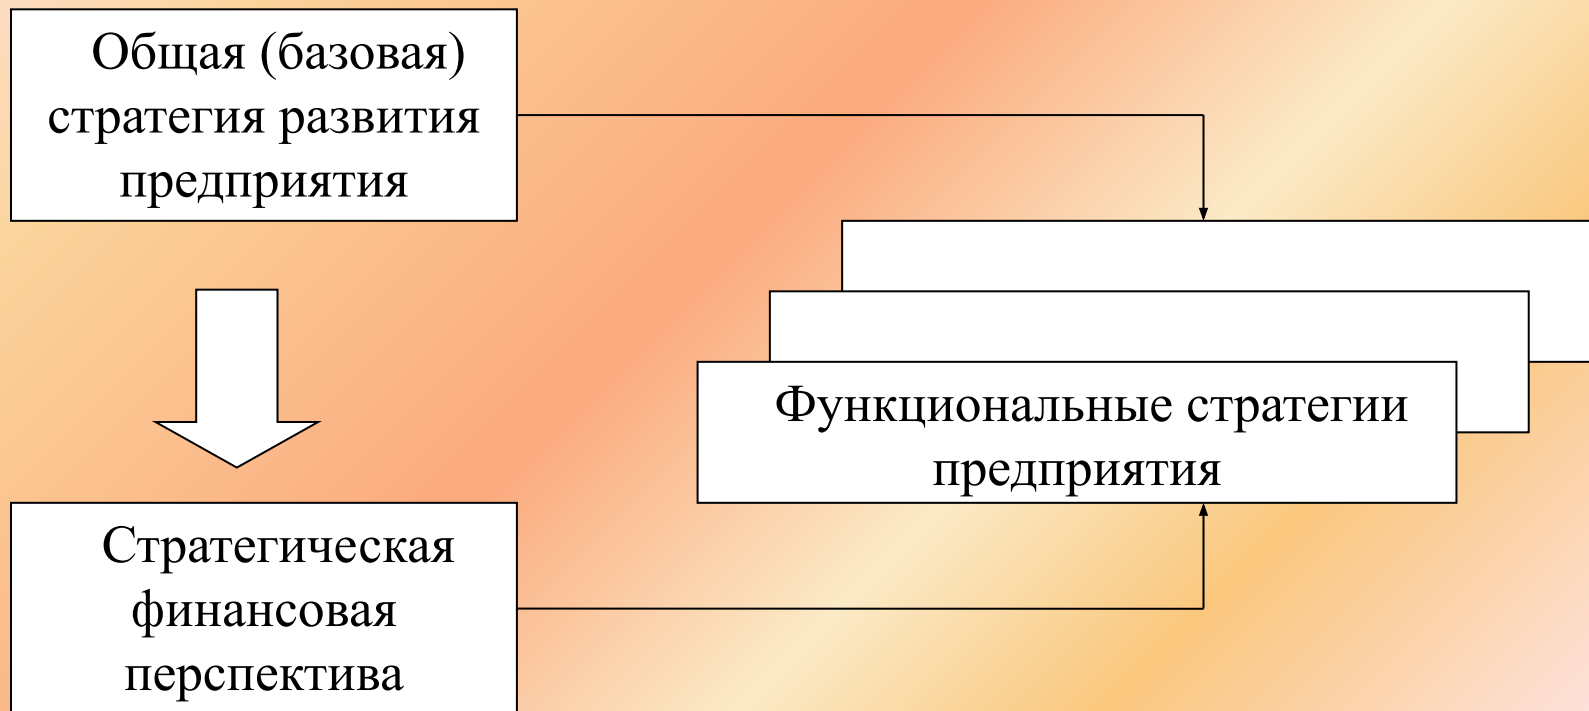 Общая (базовая)
стратегия развития
предприятия
Функциональные стратегии
предприятия
Стратегическая
финансовая
перспектива